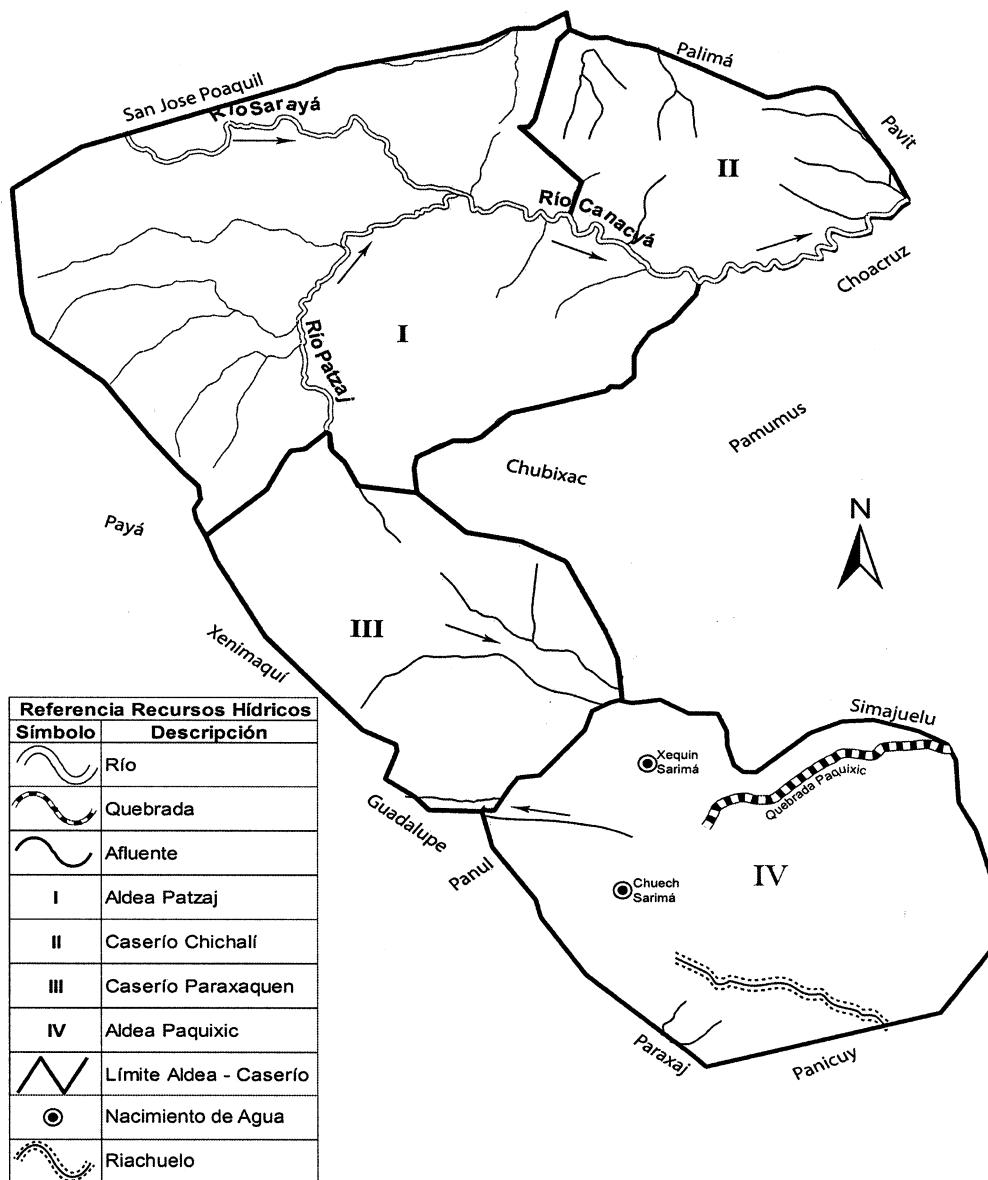 Palimá
San Jose Poaquil
Río Sarayá
Pavit
II
Río Canacyá
Choacruz
I
Río Patzaj
Pamumus
Chubixac
N
Payá
III
Xenimaquí
Simajuelu
Xequin
Sarimá
Quebrada Paquixic
Guadalupe
Panul
Chuech
Sarimá
IV
Paraxaj
Panicuy
Referencia Recursos Hídricos
Símbolo Descripción
Río
Quebrada
Afluente
I Aldea Patzaj
II Caserío Chichalí
III Caserío Paraxaquen
IV Aldea Paquixic
Límite Aldea - Caserío
Nacimiento de Agua
Riachuelo